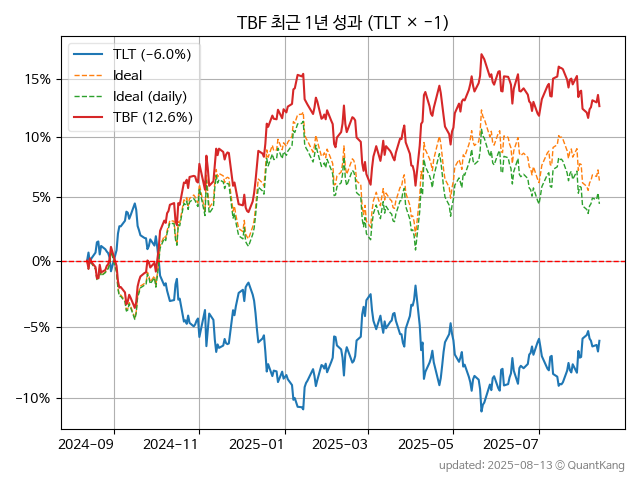 TBF 최근 1년 성과 (TLT × −1)
TLT (−6.0%)
Ideal
Ideal (daily)
TBF (12.6%)
15%
10%
5%
0%
−5%
−10%
2024−09 2024−11 2025−01 2025−03 2025−05 2025−07
updated: 2025-08-13 ⓒ QuantKang